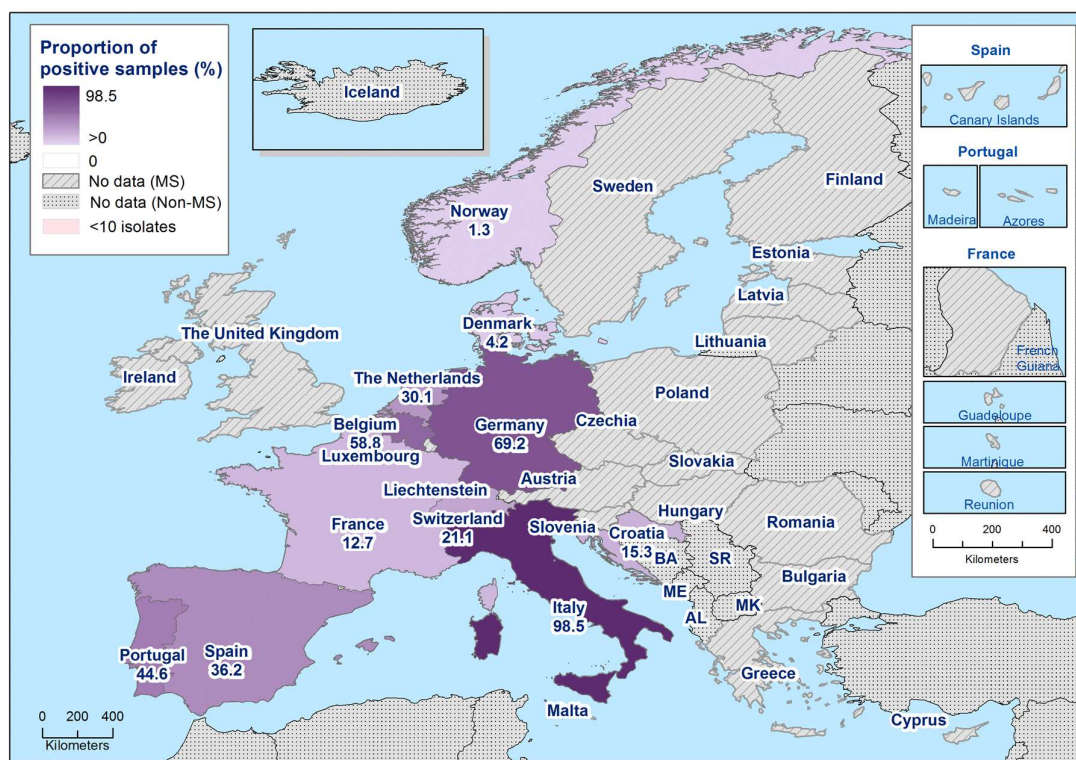 Proportion of
positive samples (%)
98.5
>0
0
No data (MS)
No data (Non-MS)
<10 isolates
Iceland
Norway
1.3
Sweden
Finland
Estonia
Latvia
Lithuania
Denmark
4.2
The United Kingdom
Ireland
The Netherlands
30.1
Belgium
58.8
Luxembourg
Germany
69.2
Poland
Czechia
Slovakia
Austria
Liechtenstein
Switzerland
21.1
France
12.7
Slovenia
Hungary
Croatia
15.3
Romania
BA
SR
Bulgaria
ME
MK
AL
Italy
98.5
Portugal
44.6
Spain
36.2
Greece
Malta
Cyprus
0 200 400
Kilometers
Spain
Canary Islands
Portugal
Madeira
Azores
France
French
Guiana
Guadeloupe
Martinique
Reunion
0 200 400
Kilometers